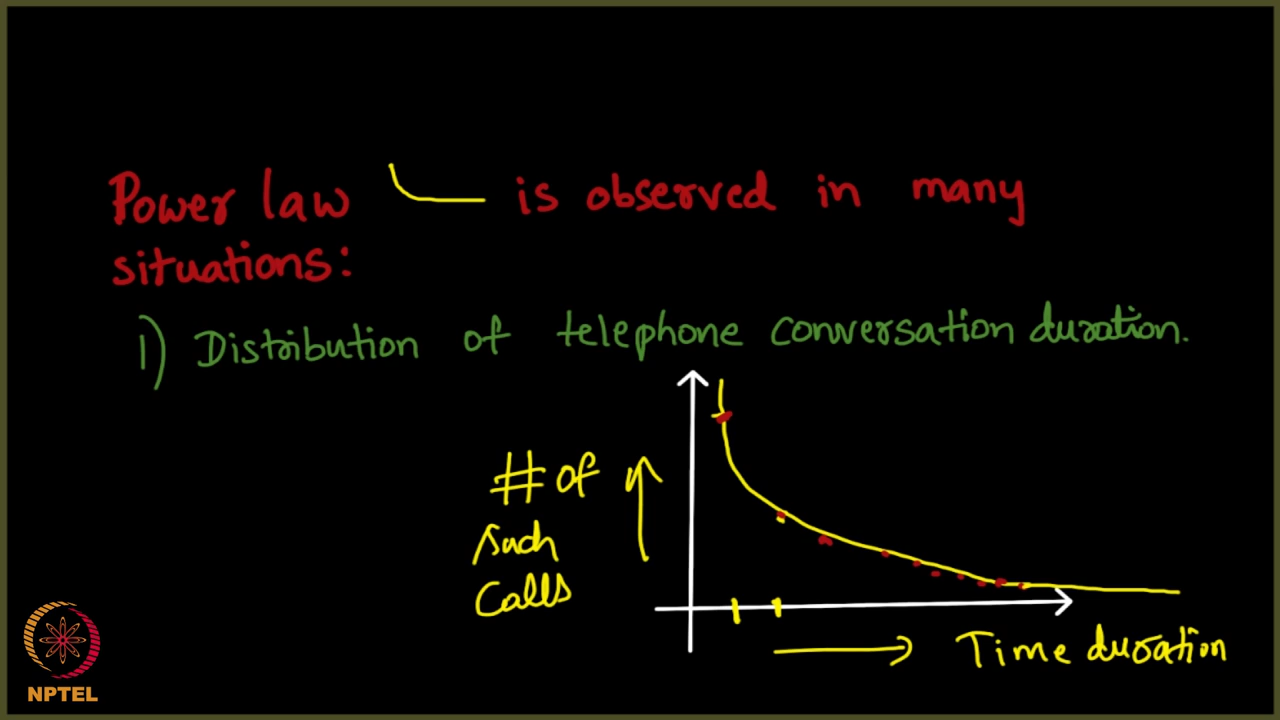 Power law is observed in many
situations:
1) Distribution of telephone conversation duration.
# of
such
calls
Time duration
NPTEL